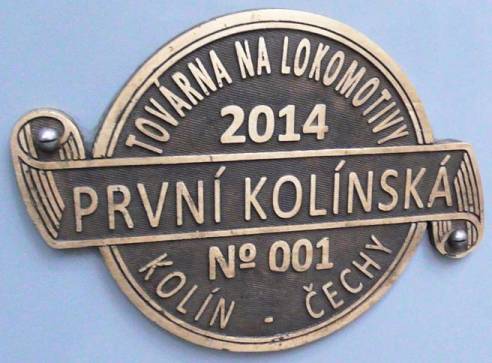 TOVÁRNA NA LOKOMOTIVY
2014
PRVNÍ KOLÍNSKÁ
Nº 001
KOLÍN - ČECHY